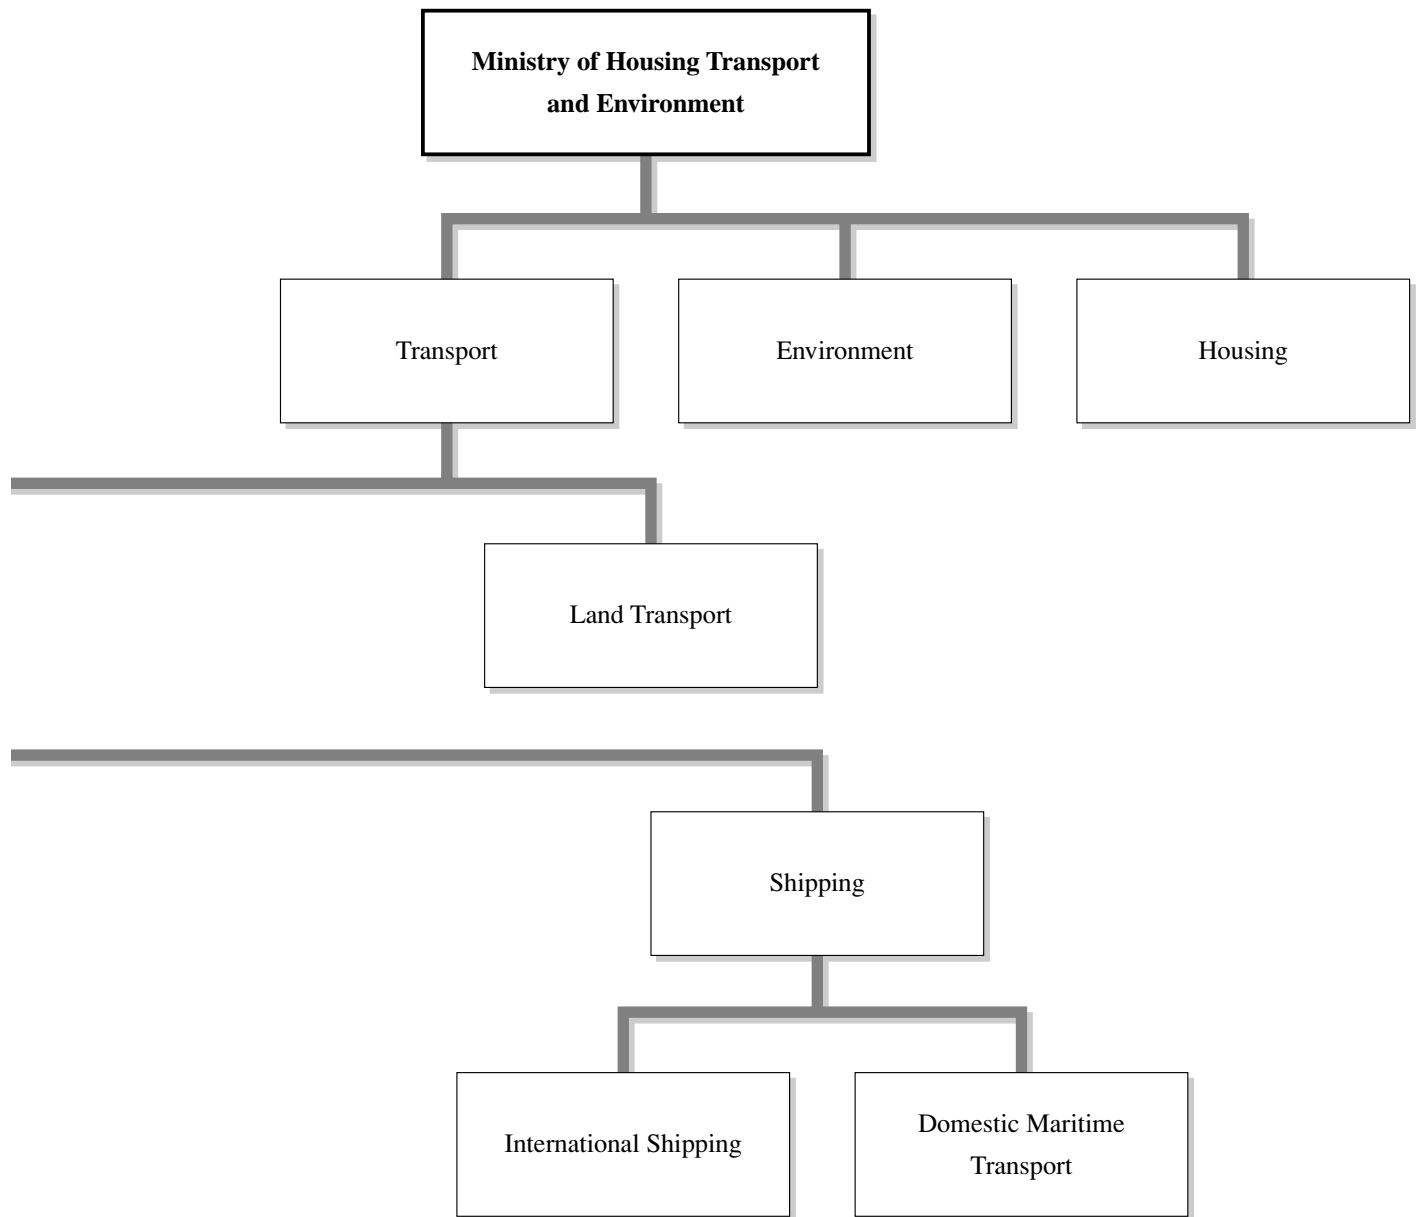 Ministry of Housing Transport
and Environment
Transport
Environment
Housing
Land Transport
Shipping
International Shipping
Domestic Maritime
Transport